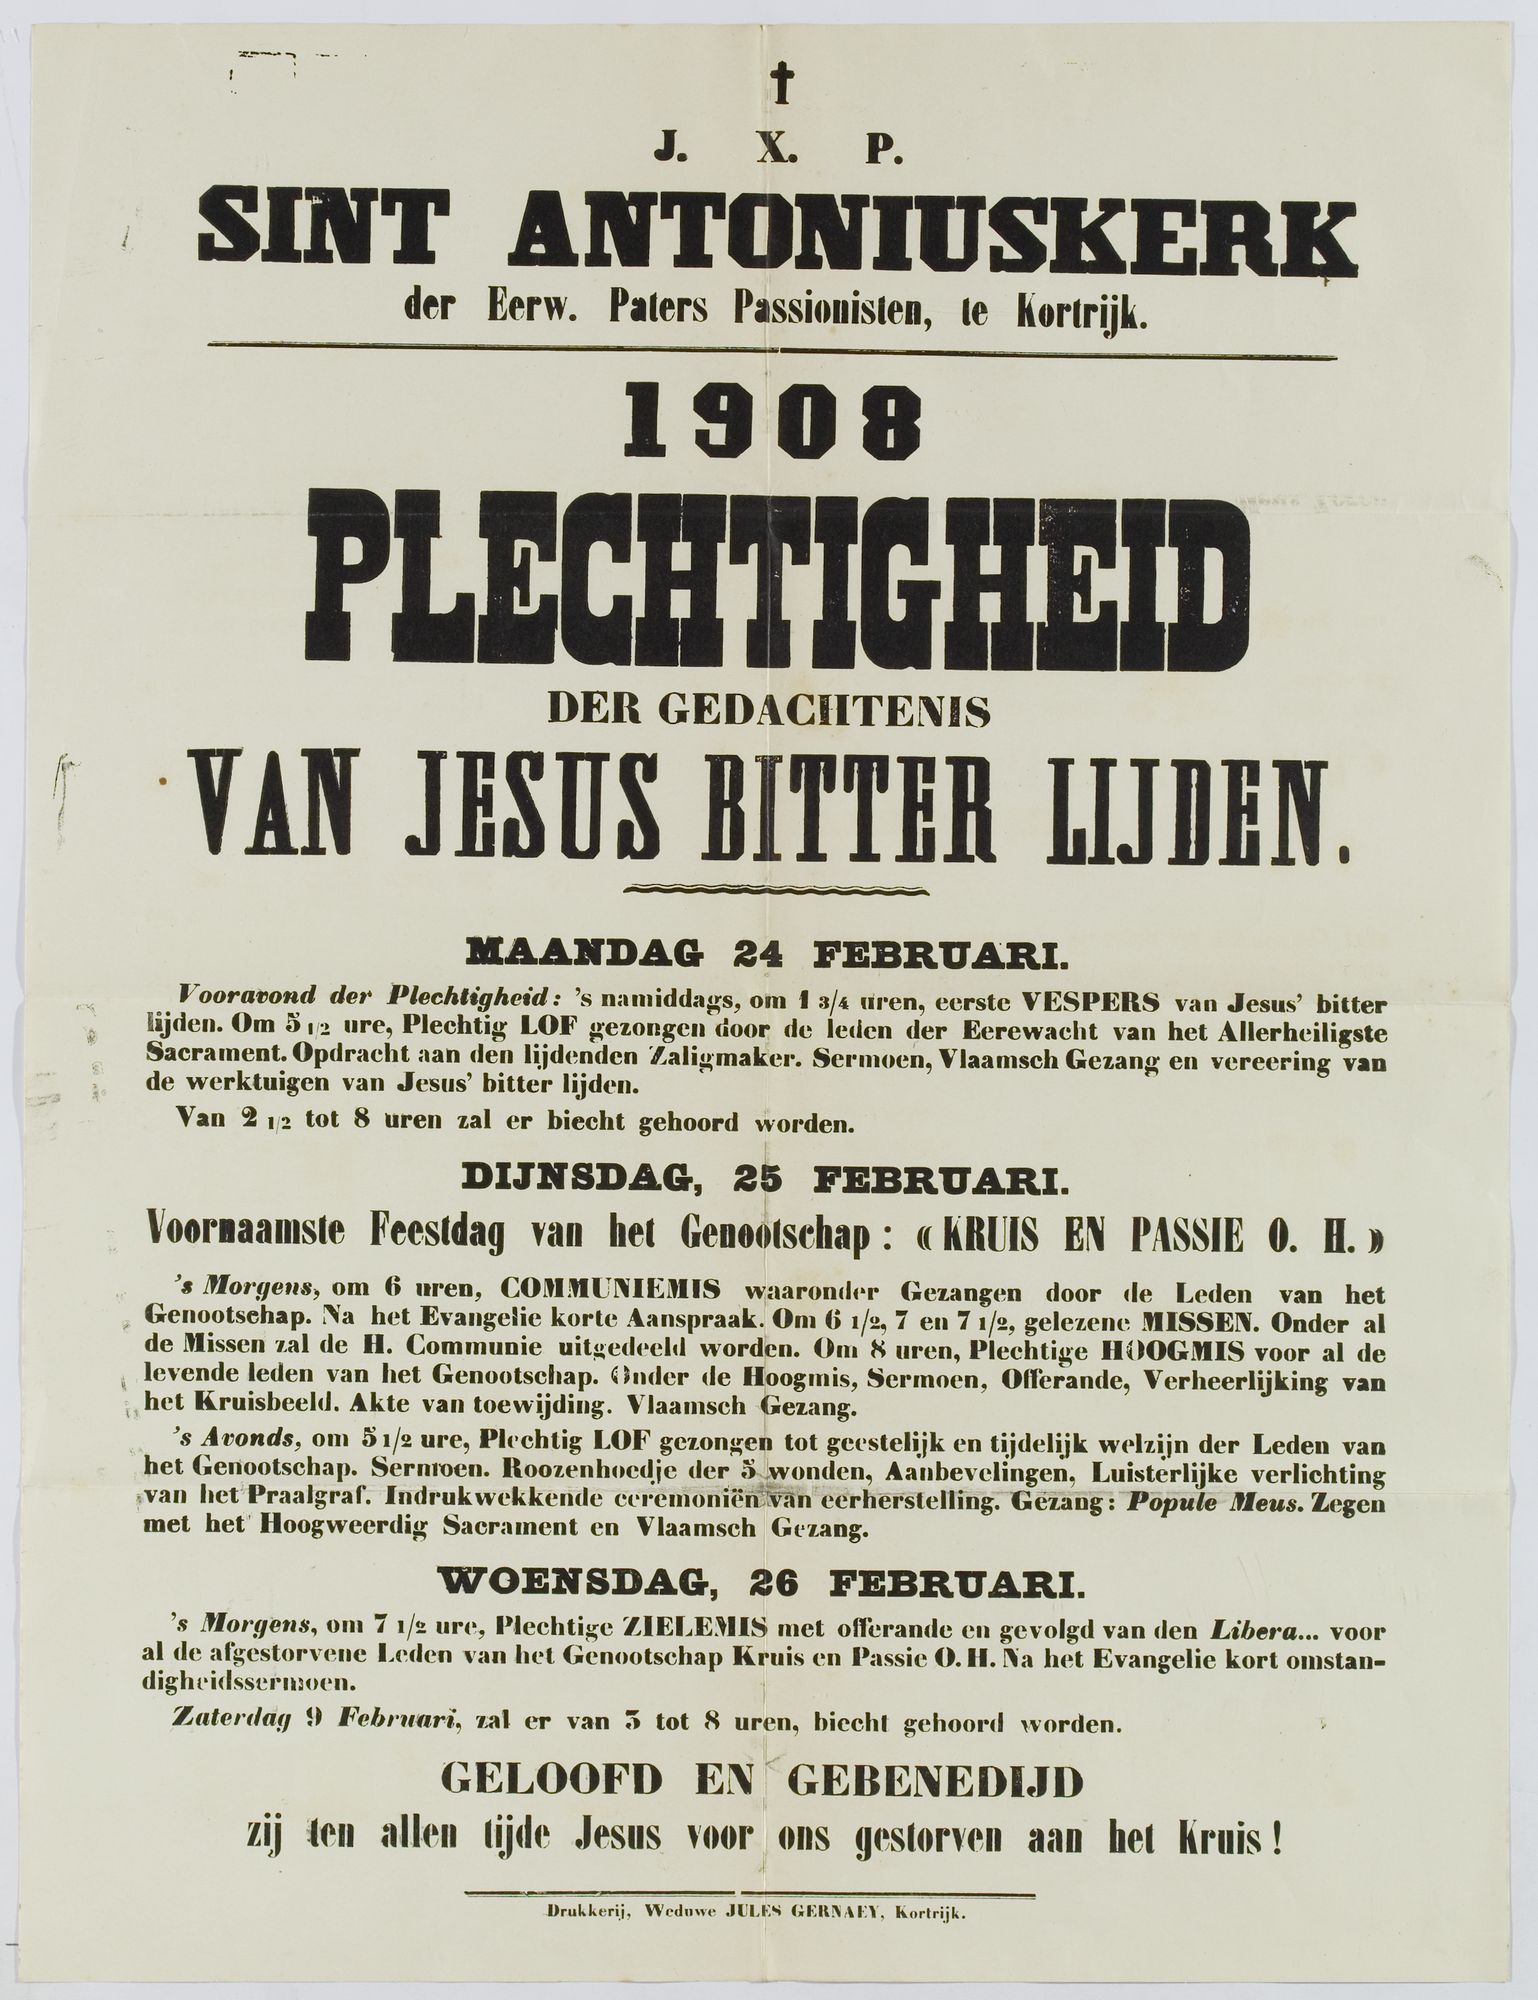 †
J. X. P.
SINT ANTONIUSKERK
der Eerw. Paters Passionisten, te Kortrijk.
1908
PLECHTIGHEID
DER GEDACHTENIS
VAN JESUS BITTER LIJDEN.
MAANDAG 24 FEBRUARI.
Vooravond der Plechtigheid: 's namiddags, om 1 3/4 uren, eerste VESPERS van Jesus' bitter
lijden. Om 5 1/2 ure, Plechtig LOF gezongen door de leden der Eerewacht van het Allerheiligste
Sacrament. Opdracht aan den lijdenden Zaligmaker. Sermoen, Vlaamsch Gezang en vereering van
de werktuigen van Jesus' bitter lijden.
Van 2 1/2 tot 8 uren zal er biecht gehoord worden.
DIJNSDAG, 25 FEBRUARI.
Voornaamste Feestdag van het Genootschap : « KRUIS EN PASSIE O. H. »
's Morgens, om 6 uren, COMMUNIEMIS waaronder Gezangen door de Leden van het
Genootschap. Na het Evangelie korte Aanspraak. Om 6 1/2, 7 en 7 1/2, gelezene MISSEN. Onder al
de Missen zal de H. Communie uitgedeeld worden. Om 8 uren, Plechtige HOOGMIS voor al de
levende leden van het Genootschap. Onder de Hoogmis, Sermoen, Offerande, Verheerlijking van
het Kruisbeeld. Akte van toewijding. Vlaamsch Gezang.
's Avonds, om 5 1/2 ure, Plechtig LOF gezongen tot geestelijk en tijdelijk welzijn der Leden van
het Genootschap. Sermoen. Roozenhoedje der 5 wonden, Aanbevelingen, Luisterlijke verlichting
van het Praalgraf. Indrukwekkende ceremoniën van eerherstelling. Gezang: Popule Meus. Zegen
met het Hoogweerdig Sacrament en Vlaamsch Gezang.
WOENSDAG, 26 FEBRUARI.
's Morgens, om 7 1/2 ure, Plechtige ZIELEMIS met offerande en gevolgd van den Libera... voor
al de afgestorvene Leden van het Genootschap Kruis en Passie O. H. Na het Evangelie kort omstan-
digheidssermoen.
Zaterdag 9 Februari, zal er van 3 tot 8 uren, biecht gehoord worden.
GELOOFD EN GEBENEDIJD
zij ten allen tijde Jesus voor ons gestorven aan het Kruis !
Drukkerij, Weduwe JULES GERNAEY, Kortrijk.